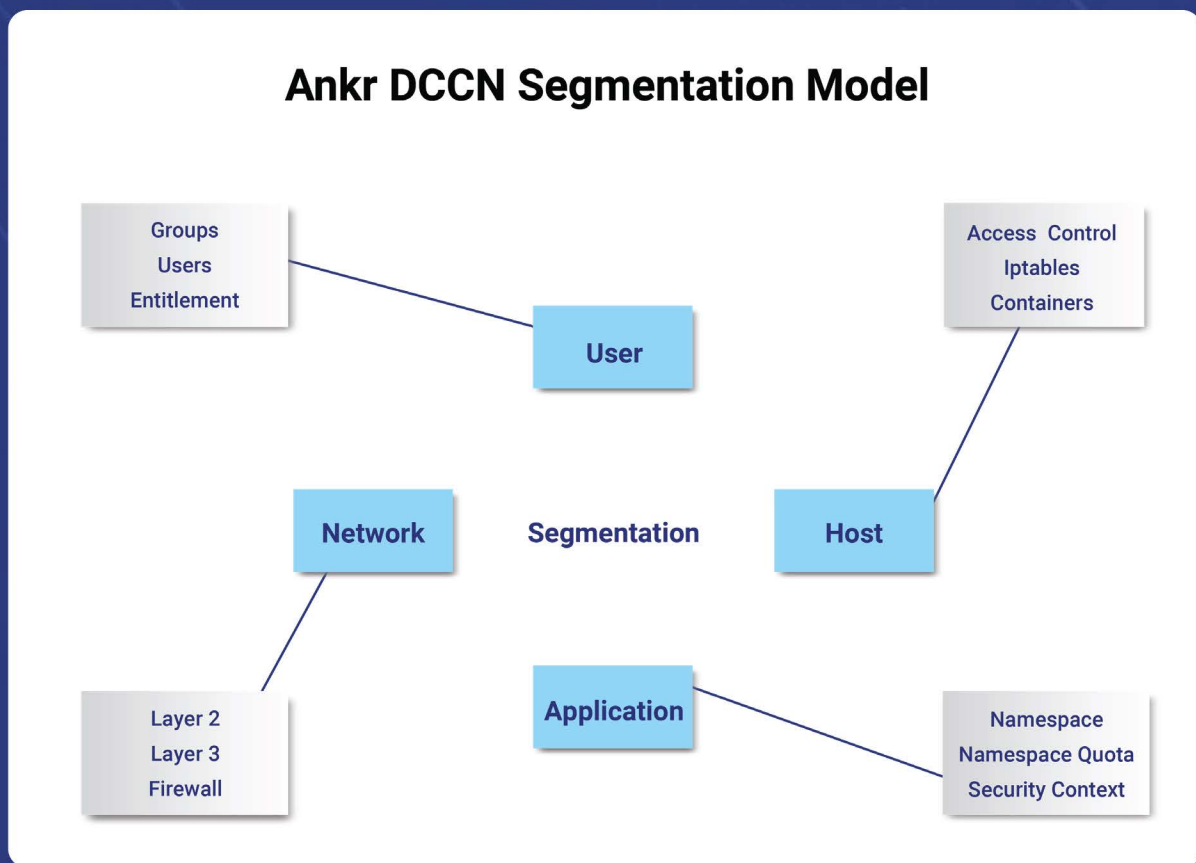 Ankr DCCN Segmentation Model
Groups
Users
Entitlement
Access Control
Iptables
Containers
User
Network
Segmentation
Host
Application
Layer 2
Layer 3
Firewall
Namespace
Namespace Quota
Security Context